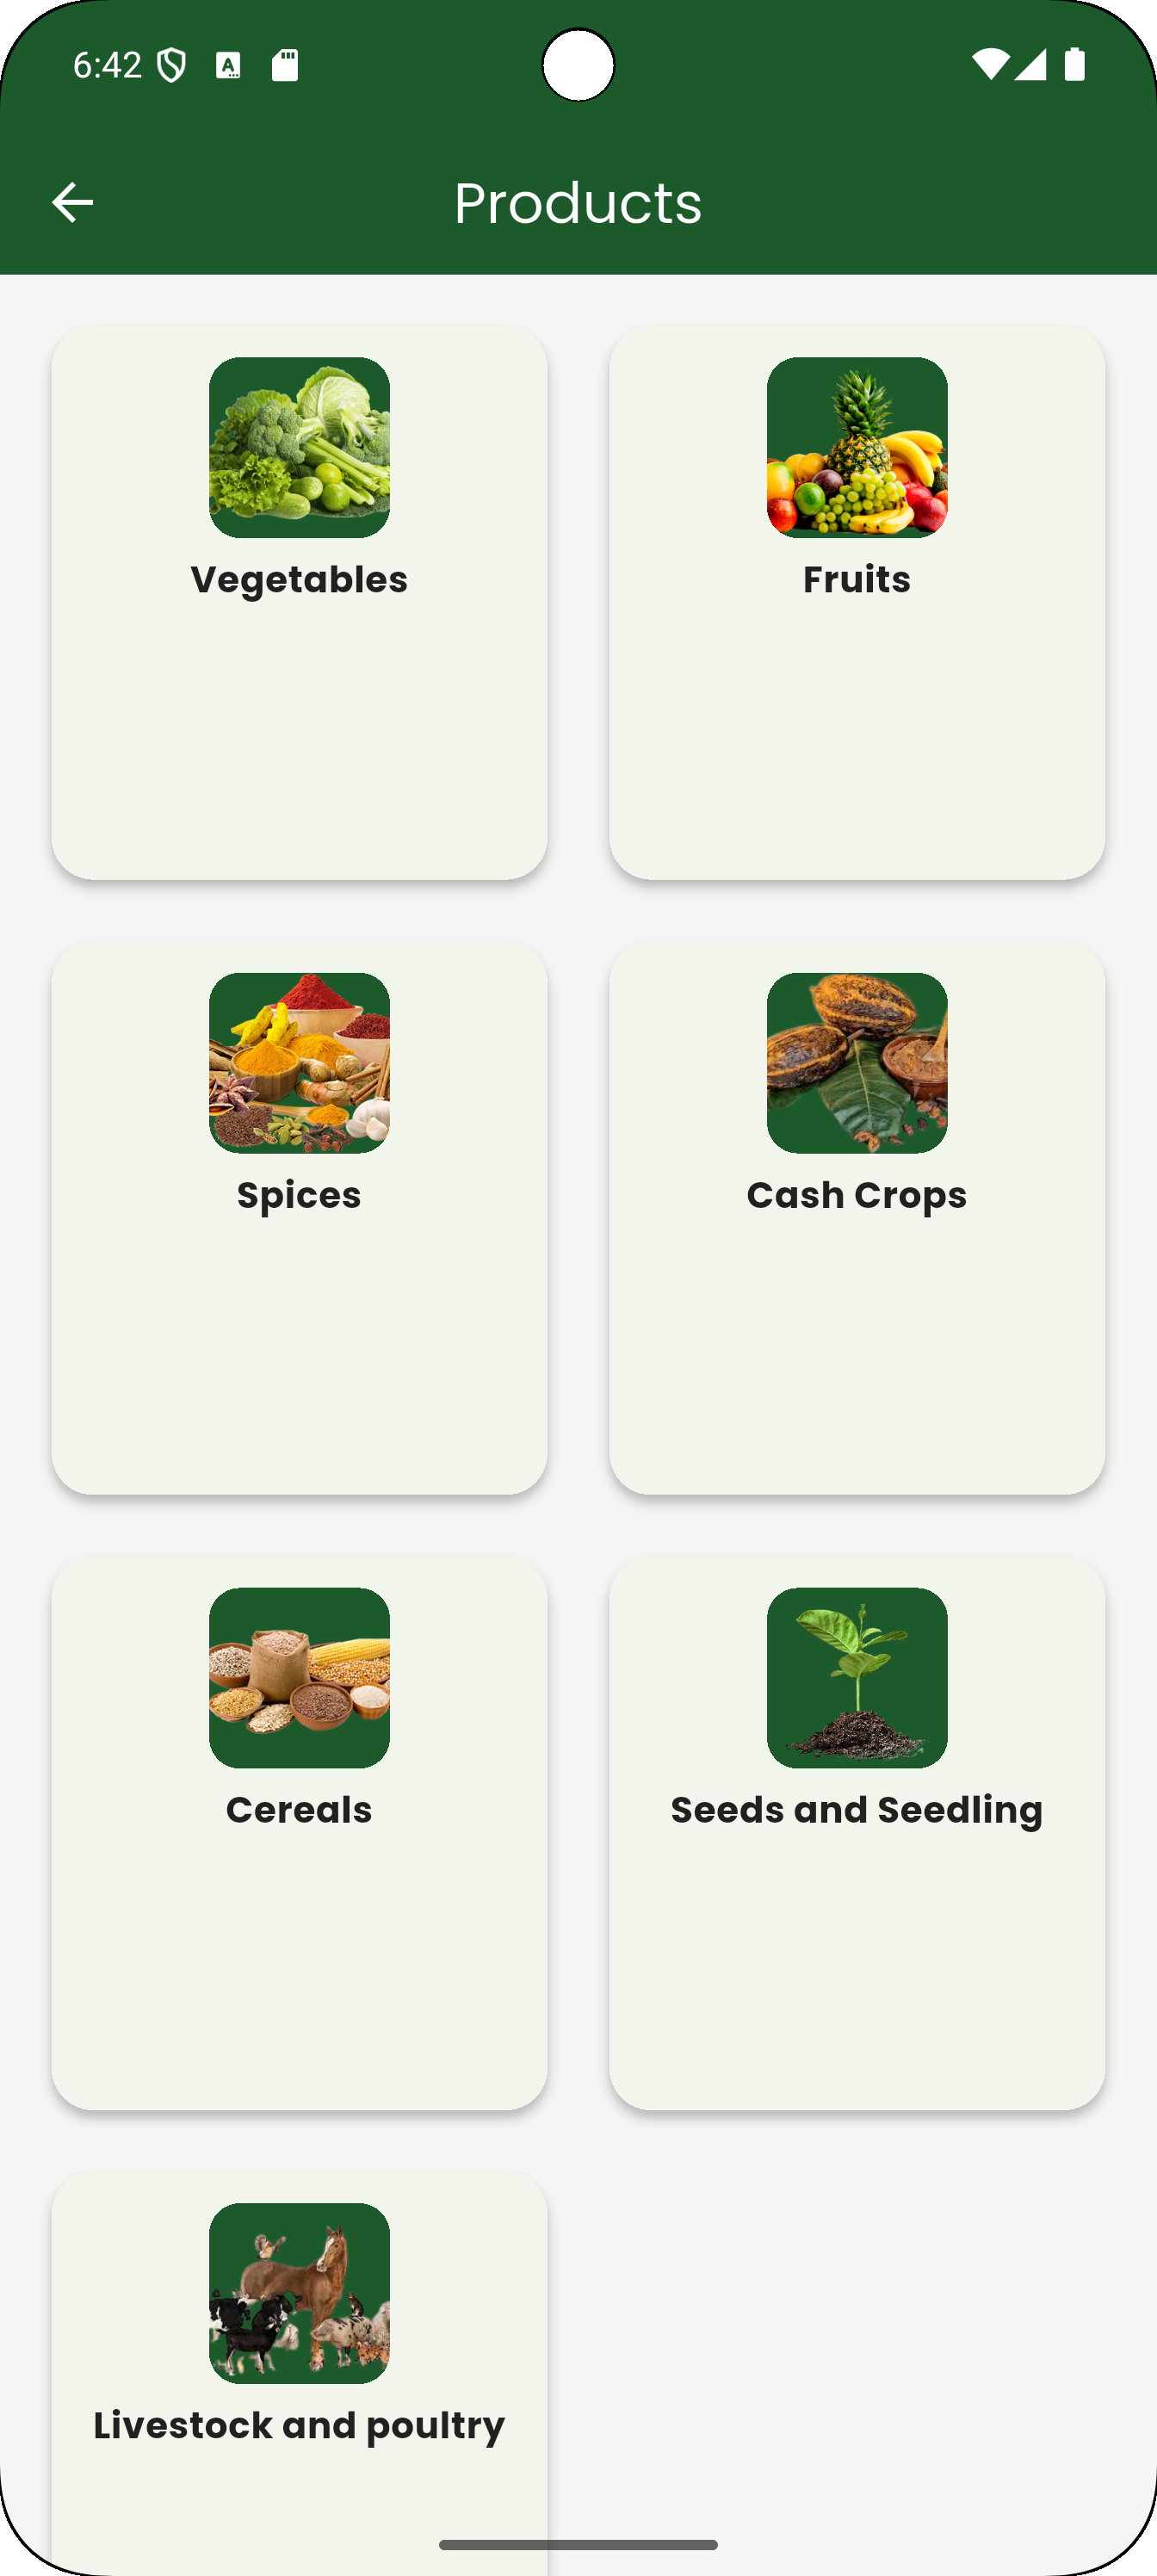 6:42
Products
Vegetables
Fruits
Spices
Cash Crops
Cereals
Seeds and Seedling
Livestock and poultry